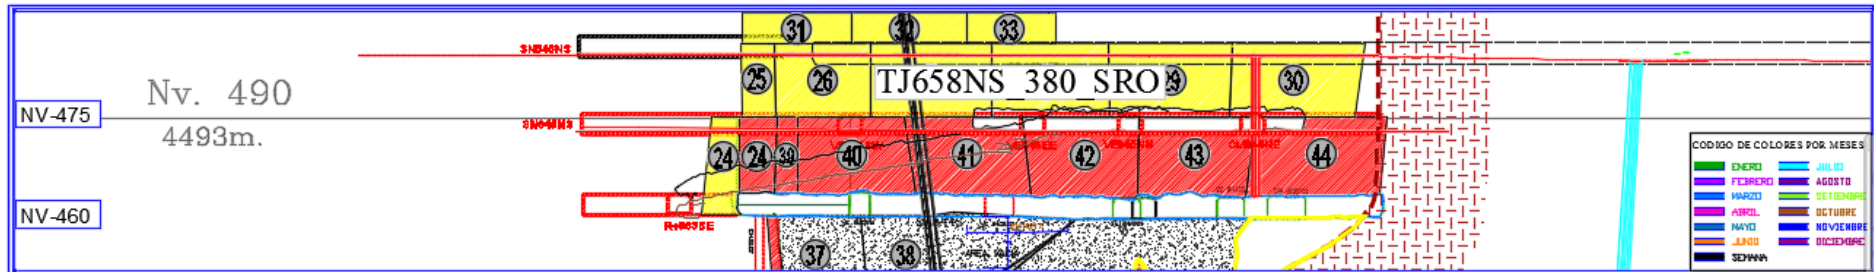 31 32 33
SN840NS
25 26 TJ658NS_380_SRO 29 30
Nv. 490
NV-475
4493m.
24 24 39 40 41 42 43 44
NV-460
37 38
CODIGO DE COLORES POR MESES
ENERO JULIO
FEBRERO AGOSTO
MARZO SETIEMBRE
ABRIL OCTUBRE
MAYO NOVIEMBRE
JUNIO DICIEMBRE
SEMANA